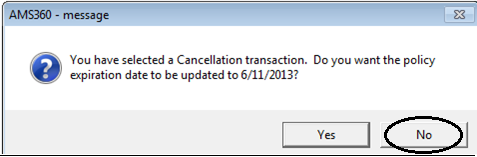 AMS360 - message
You have selected a Cancellation transaction.  Do you want the policy
expiration date to be updated to 6/11/2013?
Yes
No